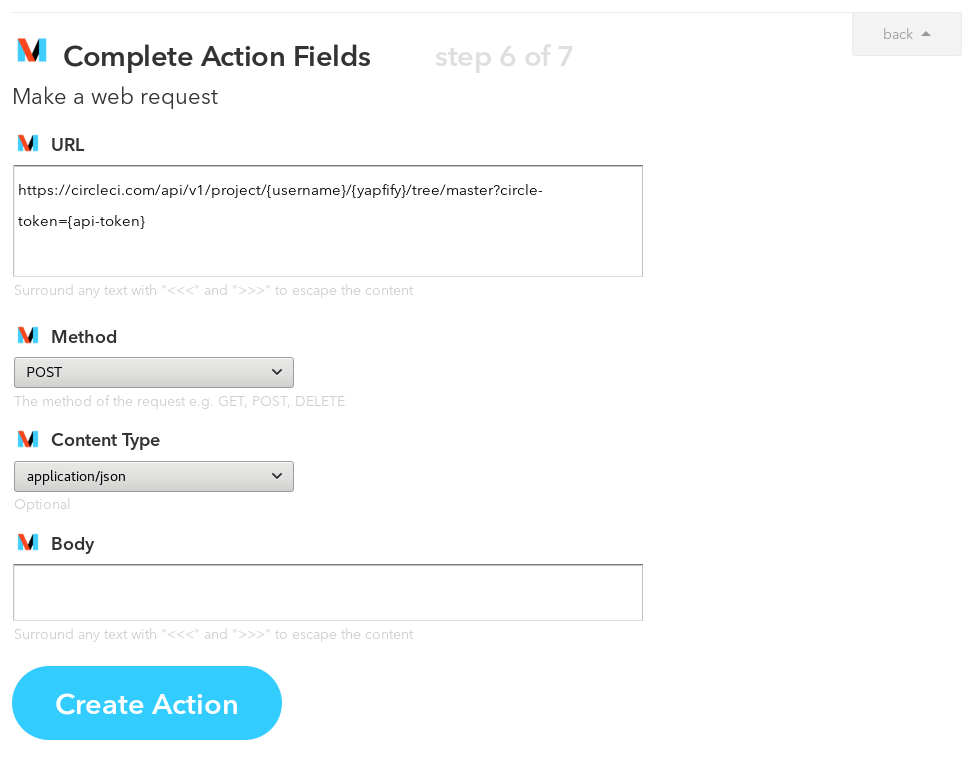 back
Complete Action Fields step 6 of 7
Make a web request
URL
https://circleci.com/api/v1/project/{username}/{yapfify}/tree/master?circle-
token={api-token}
Surround any text with "<<<" and ">>>" to escape the content
Method
POST
The method of the request e.g. GET, POST, DELETE
Content Type
application/json
Optional
Body
Surround any text with "<<<" and ">>>" to escape the content
Create Action